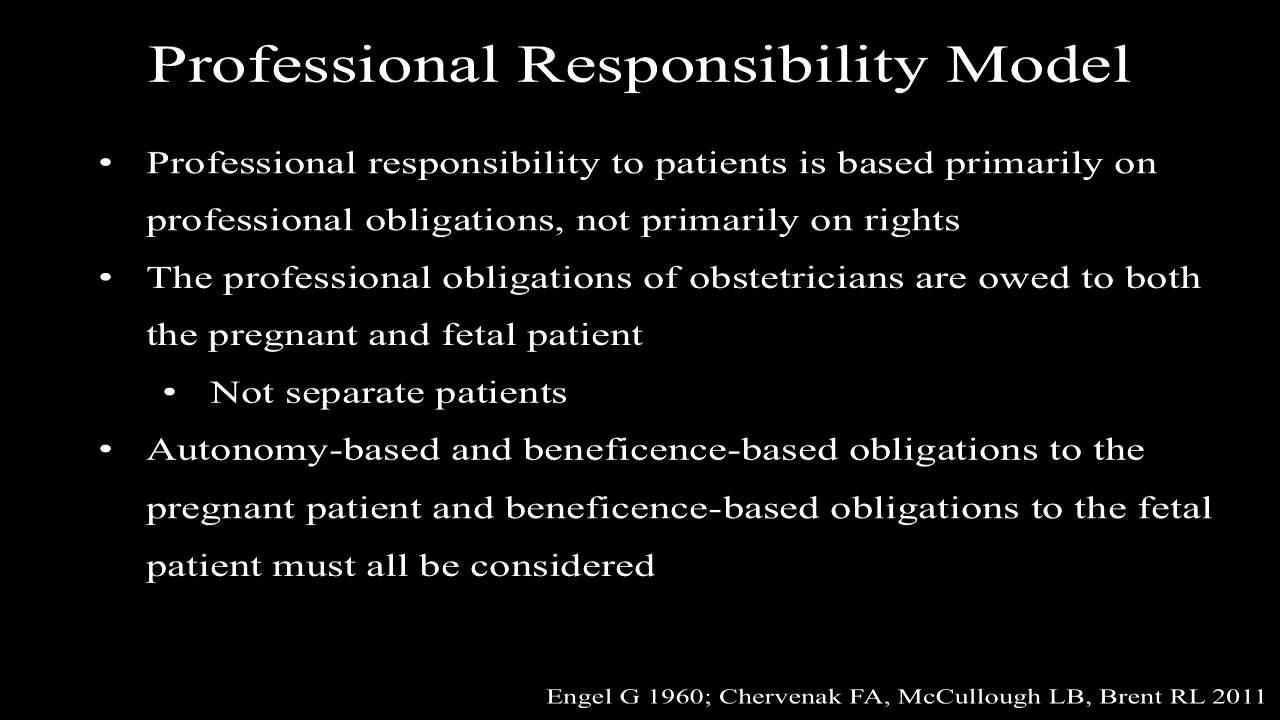 Professional Responsibility Model
• Professional responsibility to patients is based primarily on
professional obligations, not primarily on rights
• The professional obligations of obstetricians are owed to both
the pregnant and fetal patient
• Not separate patients
• Autonomy-based and beneficence-based obligations to the
pregnant patient and beneficence-based obligations to the fetal
patient must all be considered
Engel G 1960; Chervenak FA, McCullough LB, Brent RL 2011